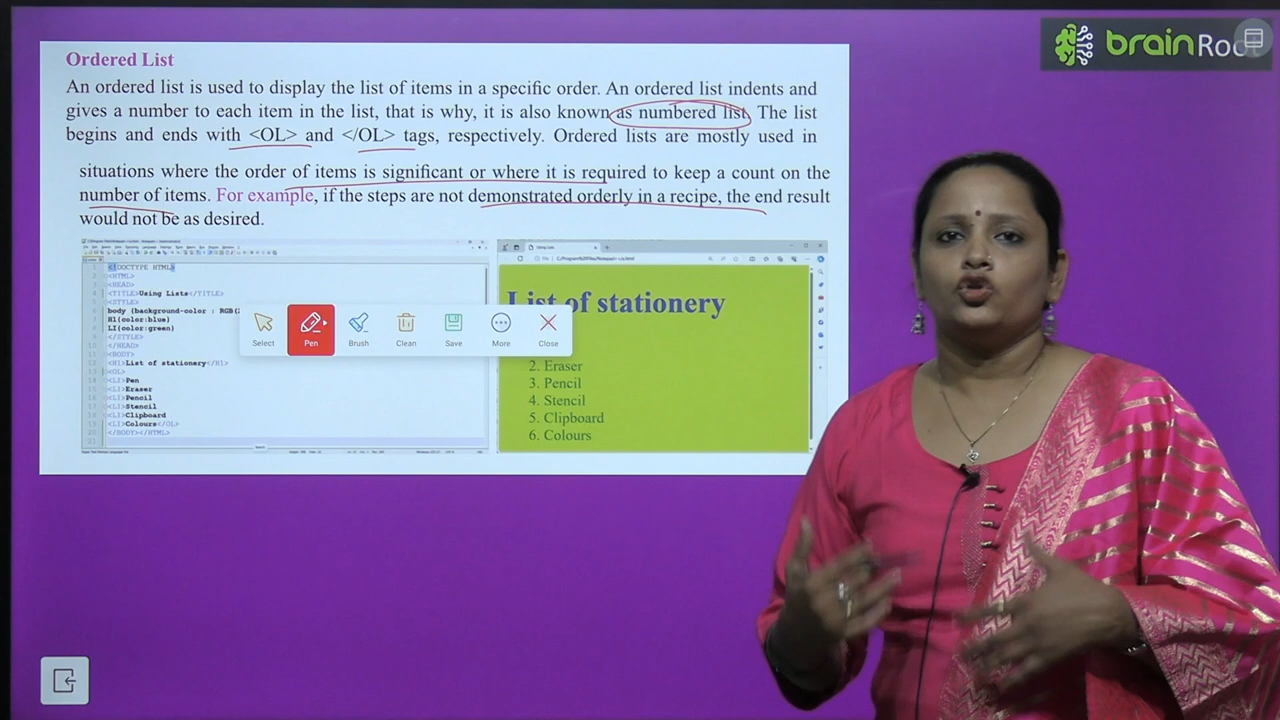 brainRoot
Ordered List
An ordered list is used to display the list of items in a specific order. An ordered list indents and
gives a number to each item in the list, that is why, it is also known as numbered list. The list
begins and ends with <OL> and </OL> tags, respectively. Ordered lists are mostly used in
situations where the order of items is significant or where it is required to keep a count on the
number of items. For example, if the steps are not demonstrated orderly in a recipe, the end result
would not be as desired.
<!DOCTYPE HTML>
<HTML>
<HEAD>
<TITLE>Using Lists</TITLE>
<STYLE>
body {background-color : RGB(
H1{color:blue}
LI{color:green}
</STYLE>
</HEAD>
<BODY>
<H1>List of stationery</H1>
<OL>
<LI>Pen
<LI>Eraser
<LI>Pencil
<LI>Stencil
<LI>Clipboard
<LI>Colours</OL>
</BODY></HTML>
Using Lists
List of stationery
2. Eraser
3. Pencil
4. Stencil
5. Clipboard
6. Colours
Select Pen Brush Clean Save More Close